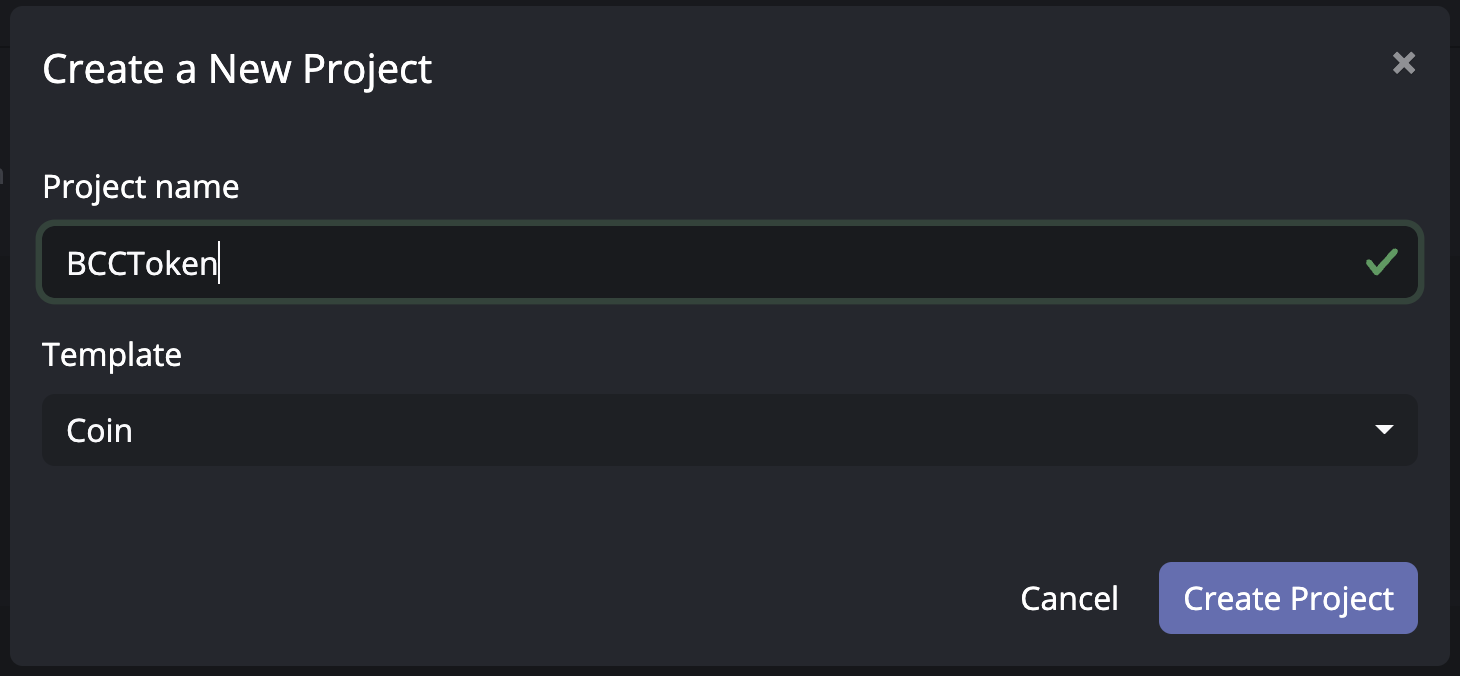 Create a New Project
Project name
BCCToken
Template
Coin
Cancel
Create Project